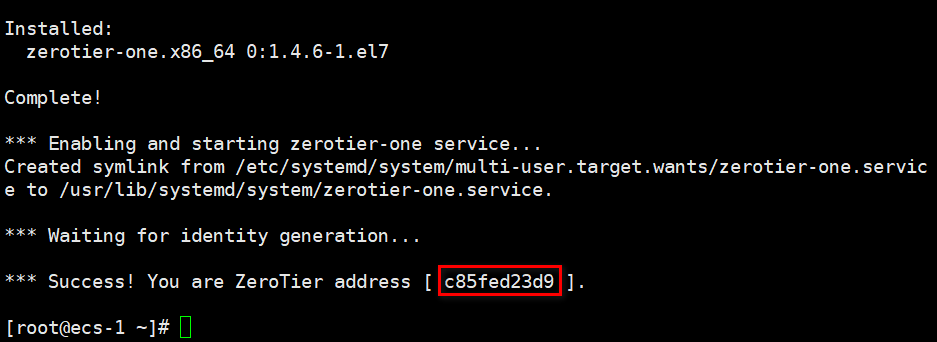 Installed:
  zerotier-one.x86_64 0:1.4.6-1.el7
Complete!
*** Enabling and starting zerotier-one service...
Created symlink from /etc/systemd/system/multi-user.target.wants/zerotier-one.servic
e to /usr/lib/systemd/system/zerotier-one.service.
*** Waiting for identity generation...
*** Success! You are ZeroTier address [ c85fed23d9 ].
[root@ecs-1 ~]#